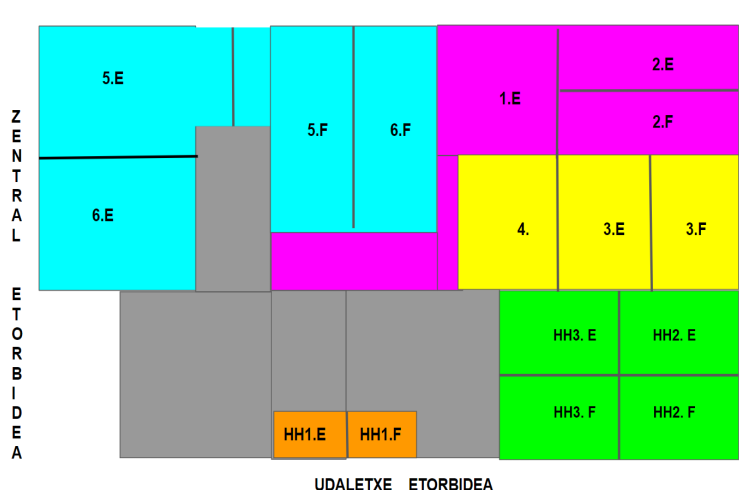 ZENTRAL ETORBIDEA
5.E
5.F
6.F
1.E
2.E
2.F
6.E
4.
3.E
3.F
HH3. E
HH2. E
HH3. F
HH2. F
HH1.E
HH1.F
UDALETXE ETORBIDEA